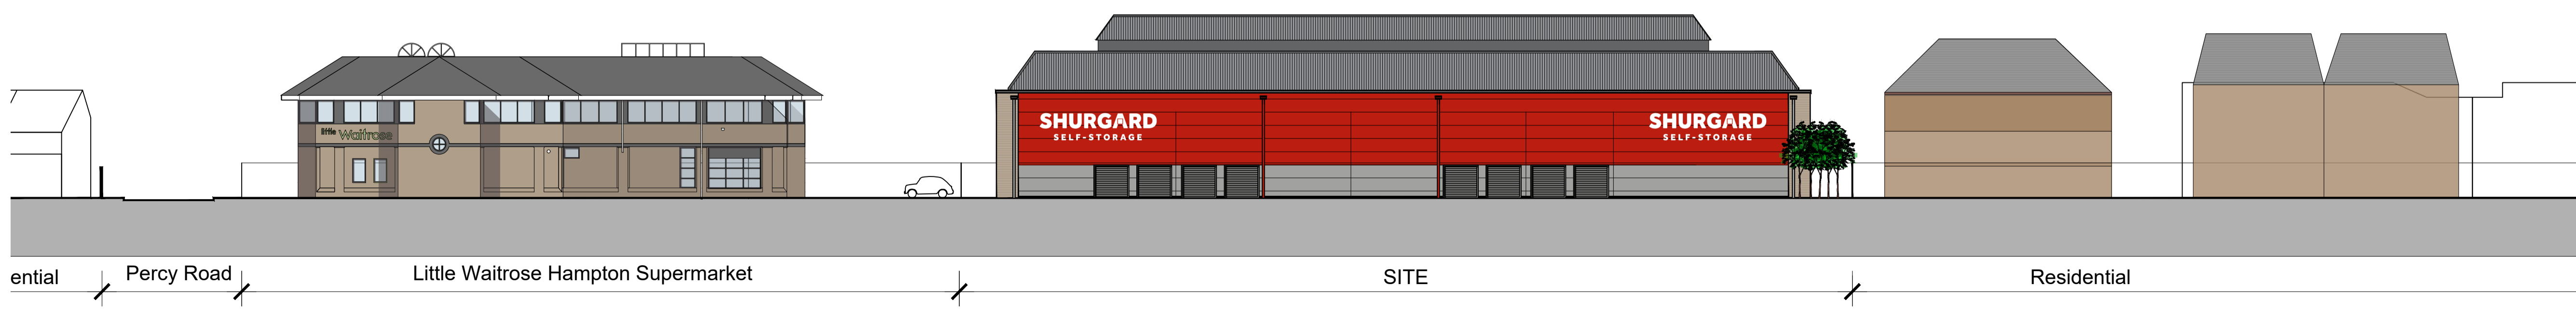 little
Waitrose
SHURGARD
SELF-STORAGE
SHURGARD
SELF-STORAGE
ential
Percy Road
Little Waitrose Hampton Supermarket
SITE
Residential